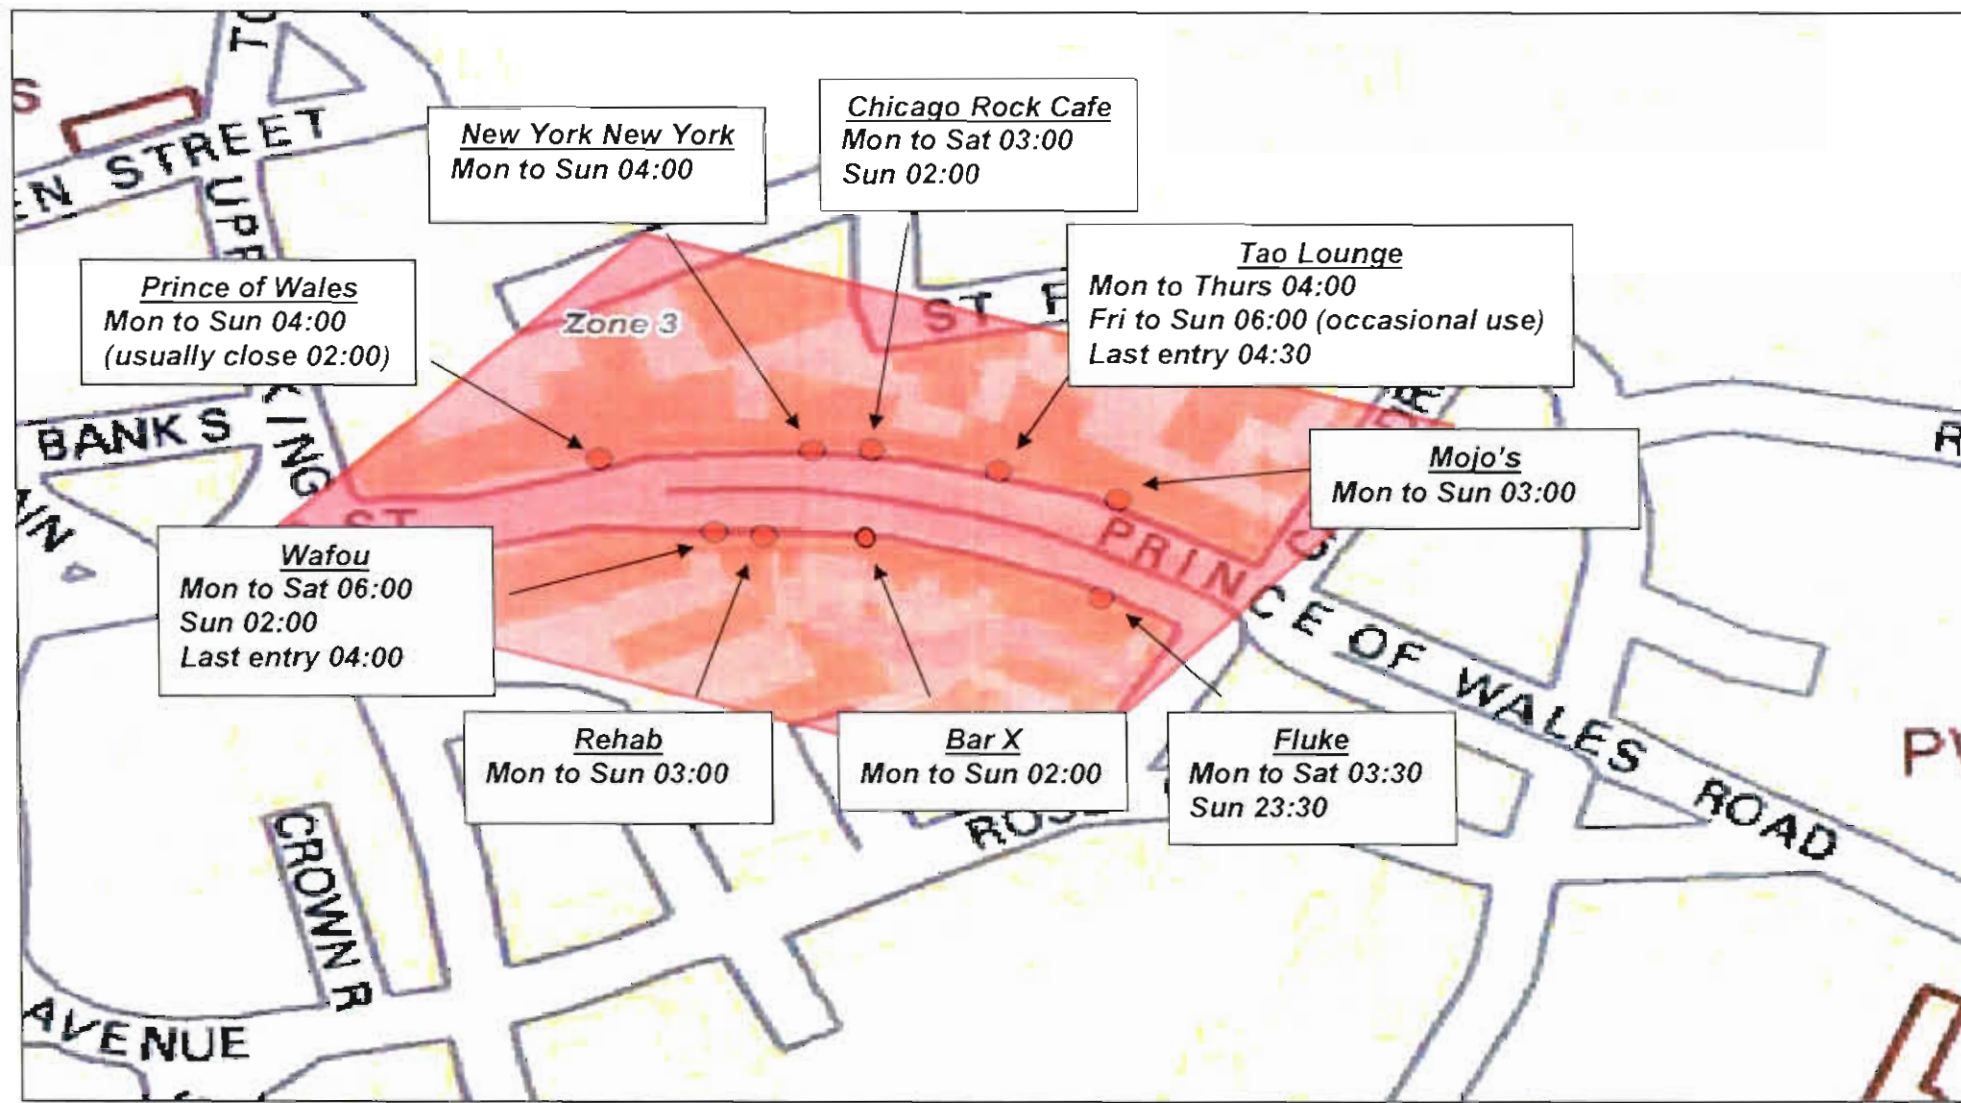 S
EN STREET
UPR
KING
New York New York
Mon to Sun 04:00
Chicago Rock Cafe
Mon to Sat 03:00
Sun 02:00
Tao Lounge
Mon to Thurs 04:00
Fri to Sun 06:00 (occasional use)
Last entry 04:30
Prince of Wales
Mon to Sun 04:00
(usually close 02:00)
Zone 3
ST F
BANKS
Mojo's
Mon to Sun 03:00
ST
Wafou
Mon to Sat 06:00
Sun 02:00
Last entry 04:00
PRINCE OF WALES ROAD
Rehab
Mon to Sun 03:00
Bar X
Mon to Sun 02:00
Fluke
Mon to Sat 03:30
Sun 23:30
ROS
CROWN R
AVENUE